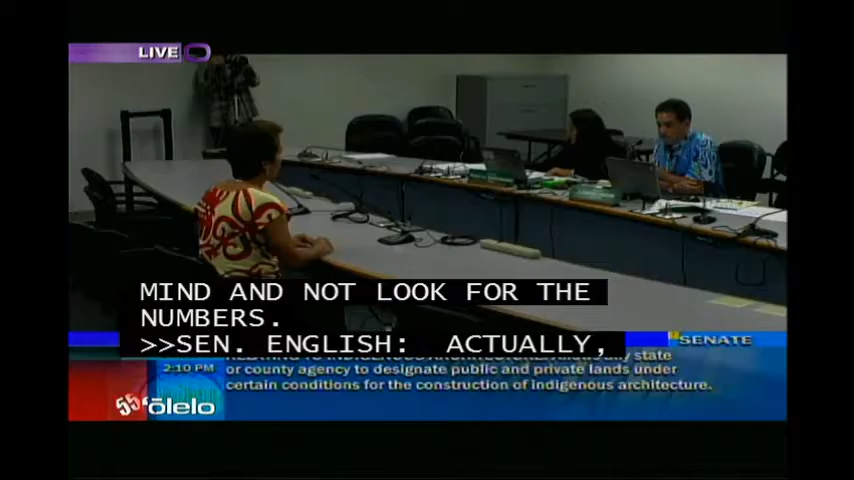 LIVE
MIND AND NOT LOOK FOR THE
NUMBERS.
>>SEN. ENGLISH: ACTUALLY,
SENATE
state
2:10 PM
or county agency to designate public and private lands under
certain conditions for the construction of indigenous architecture.
55 'ōlelo